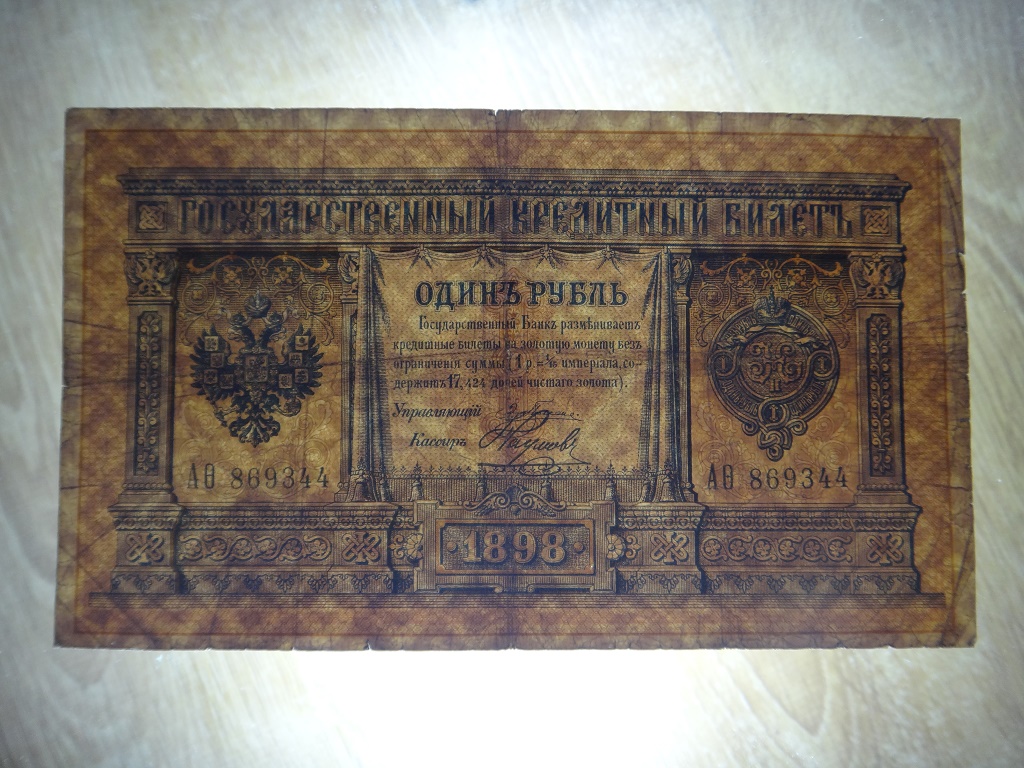 ГОСУДАРСТВЕННЫЙ КРЕДИТНЫЙ БИЛЕТЪ
ОДИНЪ РУБЛЬ
Государственный Банкъ размѣниваетъ
кредитные билеты на золотую монету безъ
ограниченія суммы (1 р.=1/15 имперіала, со-
держитъ 17,424 долей чистаго золота).
Управляющій
Кассиръ
АѲ 869344
АѲ 869344
1898